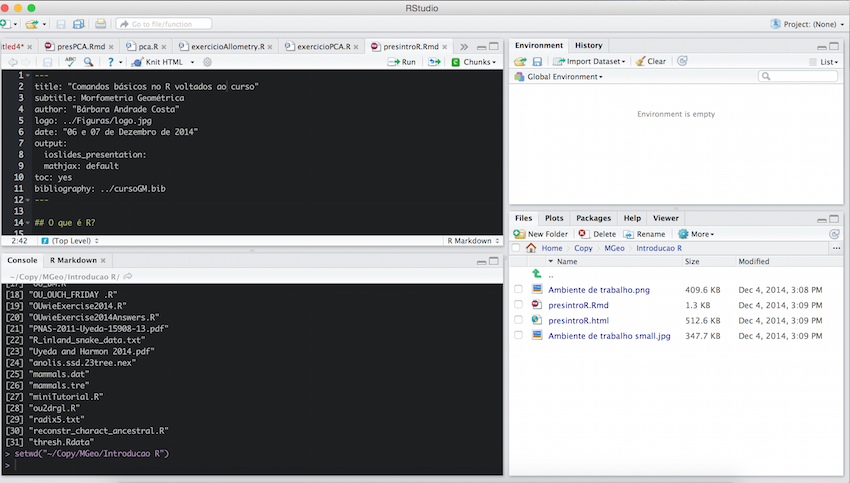 RStudio
Go to file/function
Project: (None)
titled4* presPCA.Rmd pca.R exercicioAllometry.R exercicioPCA.R presintroR.Rmd
ABC Knit HTML Run Chunks
1 ---
2 title: "Comandos básicos no R voltados ao curso"
3 subtitle: Morfometria Geométrica
4 author: "Bárbara Andrade Costa"
5 logo: ../Figuras/logo.jpg
6 date: "06 e 07 de Dezembro de 2014"
7 output:
8 ioslides_presentation:
9 mathjax: default
10 toc: yes
11 bibliography: ../cursoGM.bib
12 ---
13
14 ## O que é R?
15
2:42 (Top Level) R Markdown
Console R Markdown
~/Copy/MGeo/Introducao R/
[18] "OU_OUCH_FRIDAY .R"
[19] "OUwieExercise2014.R"
[20] "OUwieExercise2014Answers.R"
[21] "PNAS-2011-Uyeda-15908-13.pdf"
[22] "R_inland_snake_data.txt"
[23] "Uyeda and Harmon 2014.pdf"
[24] "anolis.ssd.Z3tree.nex"
[25] "mammals.dat"
[26] "mammals.tre"
[27] "miniTutorial.R"
[28] "ou2drgl.R"
[29] "radix5.txt"
[30] "reconstr_charact_ancestral.R"
[31] "thresh.Rdata"
> setwd("~/Copy/MGeo/Introducao R")
>
Environment History
Import Dataset Clear List
Global Environment
Environment is empty
Files Plots Packages Help Viewer
New Folder Delete Rename More
Home Copy MGeo Introducao R ...
Name Size Modified
..
Ambiente de trabalho.png 409.6 KB Dec 4, 2014, 3:08 PM
presintroR.Rmd 1.3 KB Dec 4, 2014, 3:09 PM
presintroR.html 512.6 KB Dec 4, 2014, 3:09 PM
Ambiente de trabalho small.jpg 347.7 KB Dec 4, 2014, 3:09 PM